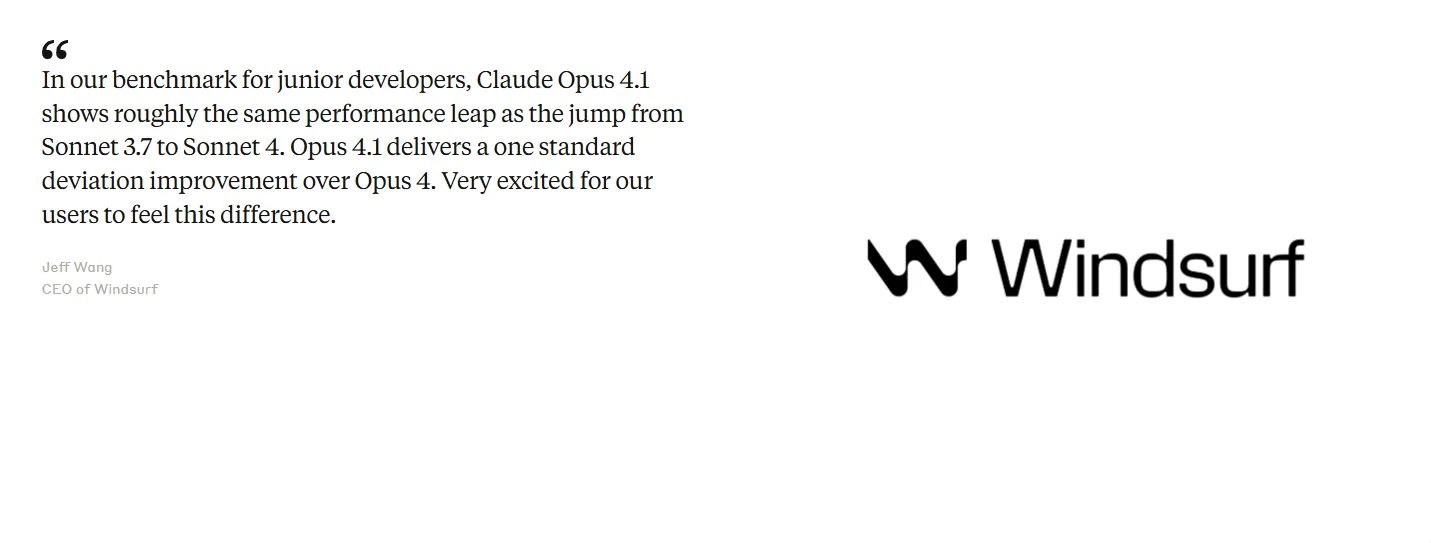 “
In our benchmark for junior developers, Claude Opus 4.1
shows roughly the same performance leap as the jump from
Sonnet 3.7 to Sonnet 4. Opus 4.1 delivers a one standard
deviation improvement over Opus 4. Very excited for our
users to feel this difference.
Jeff Wang
CEO of Windsurf
Windsurf